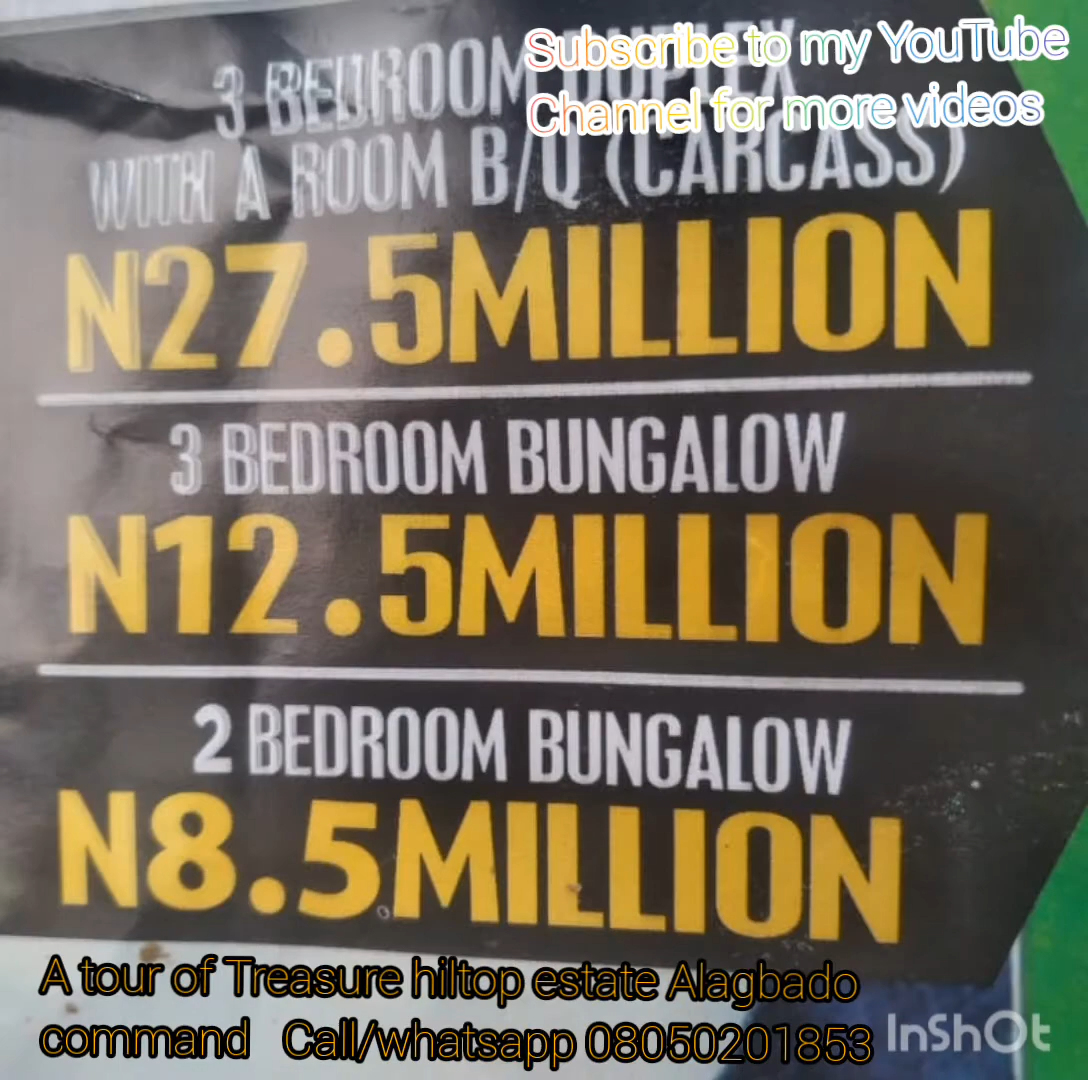 Subscribe to my YouTube
Channel for more videos
3 BEDROOM DUPLEX
WITH A ROOM B/Q (CARCASS)
N27.5MILLION
3 BEDROOM BUNGALOW
N12.5MILLION
2 BEDROOM BUNGALOW
N8.5MILLION
A tour of Treasure hiltop estate Alagbado
command Call/whatsapp 08050201853
InShOt